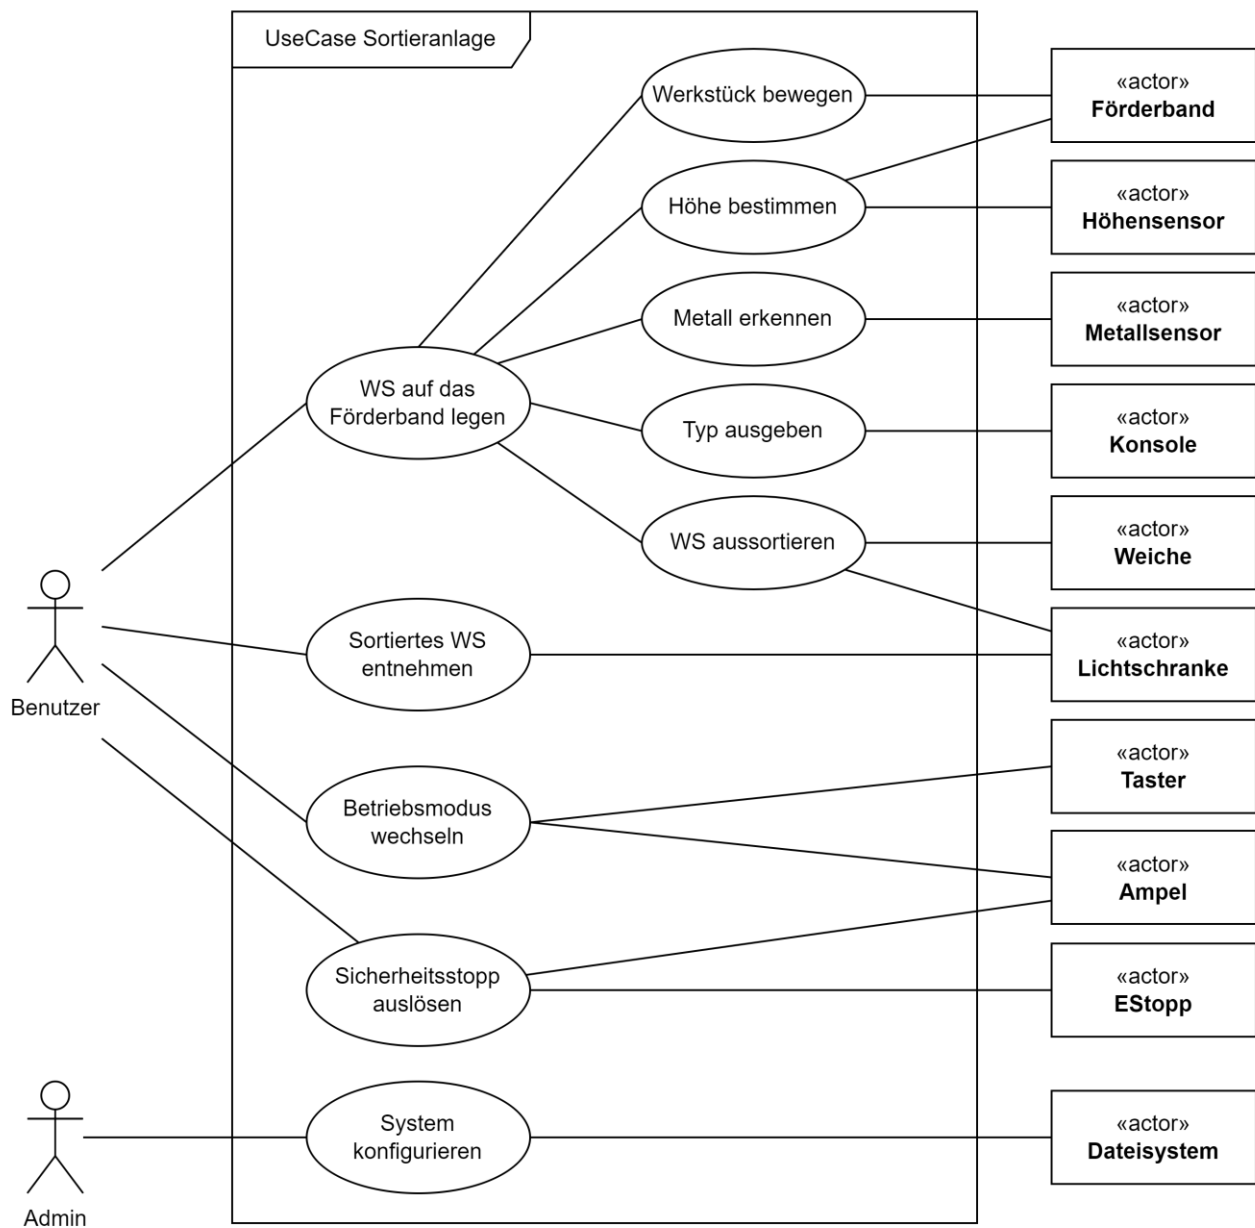 UseCase Sortieranlage
Werkstück bewegen
«actor»
Förderband
Höhe bestimmen
«actor»
Höhensensor
Metall erkennen
«actor»
Metallsensor
WS auf das
Förderband legen
Typ ausgeben
«actor»
Konsole
WS aussortieren
«actor»
Weiche
Sortiertes WS
entnehmen
«actor»
Lichtschranke
Benutzer
Betriebsmodus
wechseln
«actor»
Taster
«actor»
Ampel
Sicherheitsstopp
auslösen
«actor»
EStopp
System
konfigurieren
«actor»
Dateisystem
Admin